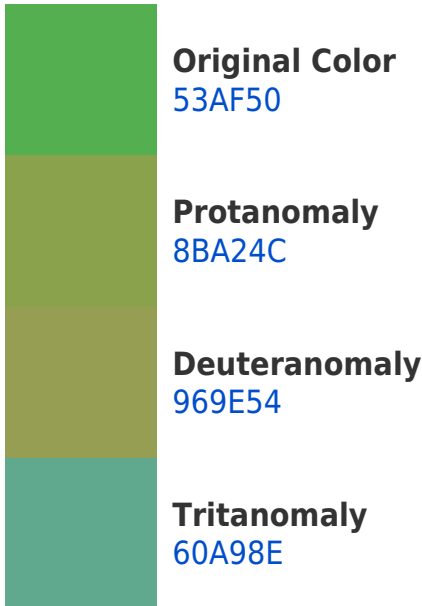 Original Color
53AF50
Protanomaly
8BA24C
Deuteranomaly
969E54
Tritanomaly
60A98E